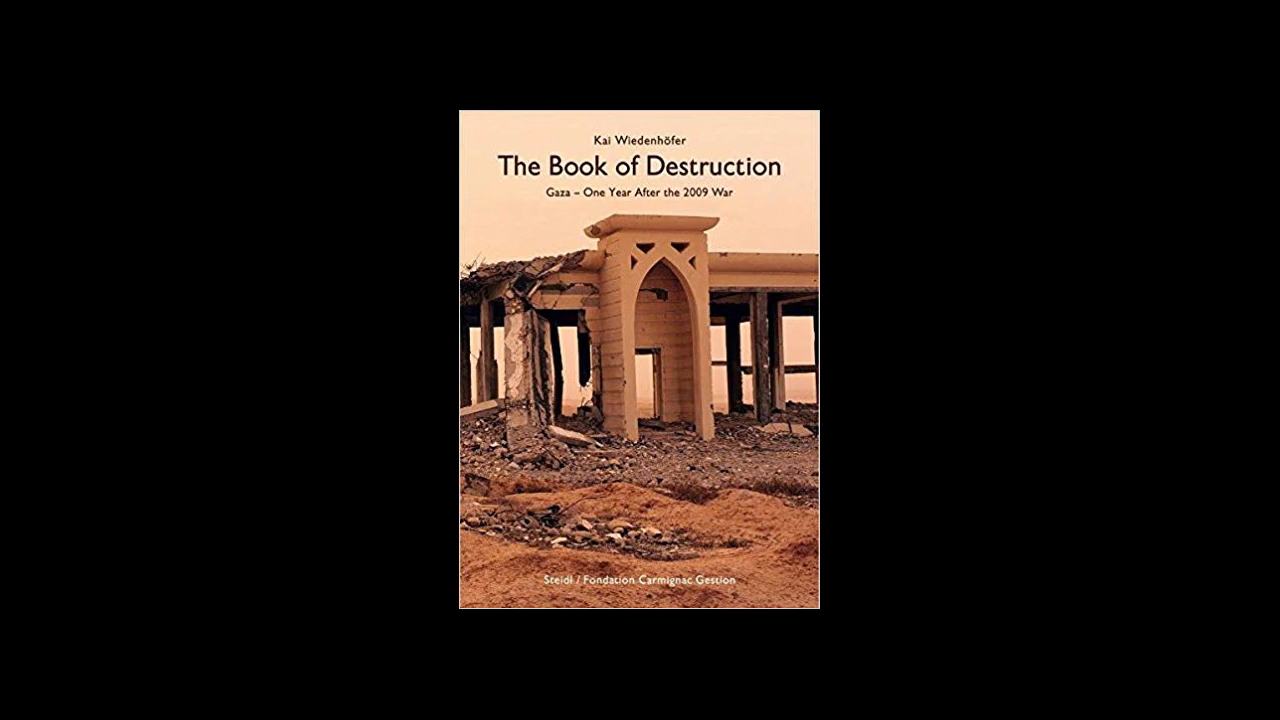 Kai Wiedenhöfer
The Book of Destruction
Gaza – One Year After the 2009 War
Steidl / Fondation Carmignac Gestion